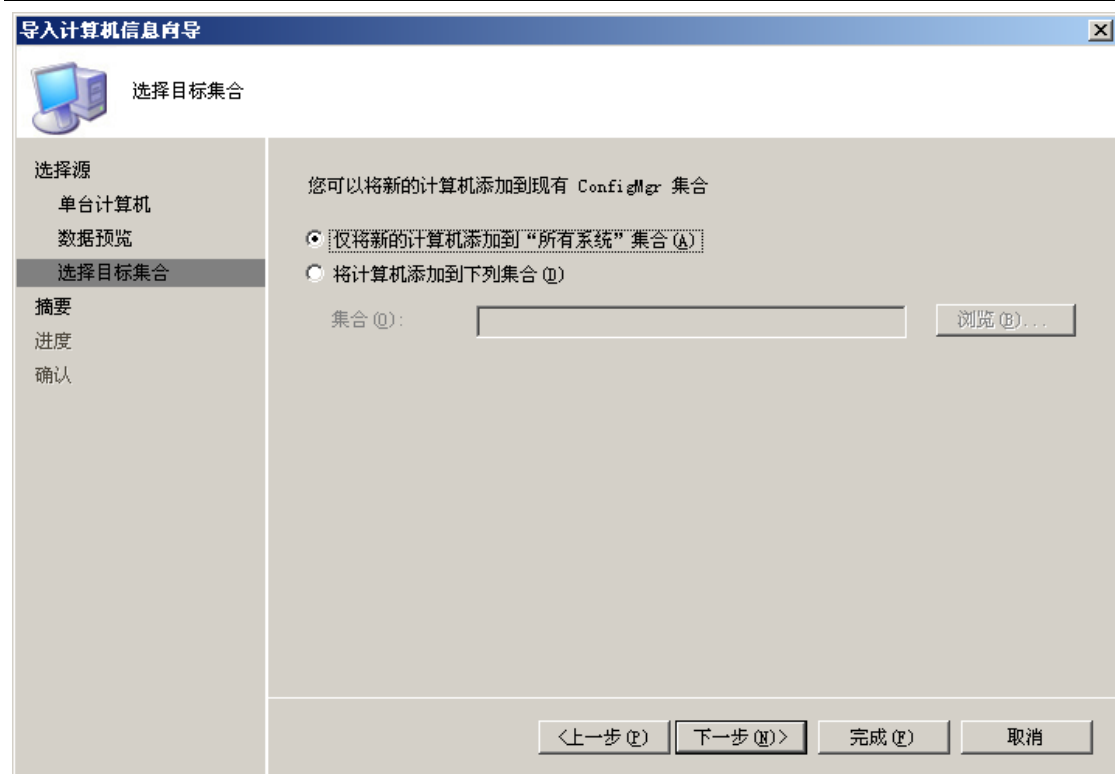 导入计算机信息向导
选择目标集合
选择源
单台计算机
数据预览
选择目标集合
摘要
进度
确认
您可以将新的计算机添加到现有 ConfigMgr 集合
仅将新的计算机添加到“所有系统”集合(A)
将计算机添加到下列集合(D)
集合(O):
浏览(B)...
<上一步(P)
下一步(N)>
完成(F)
取消